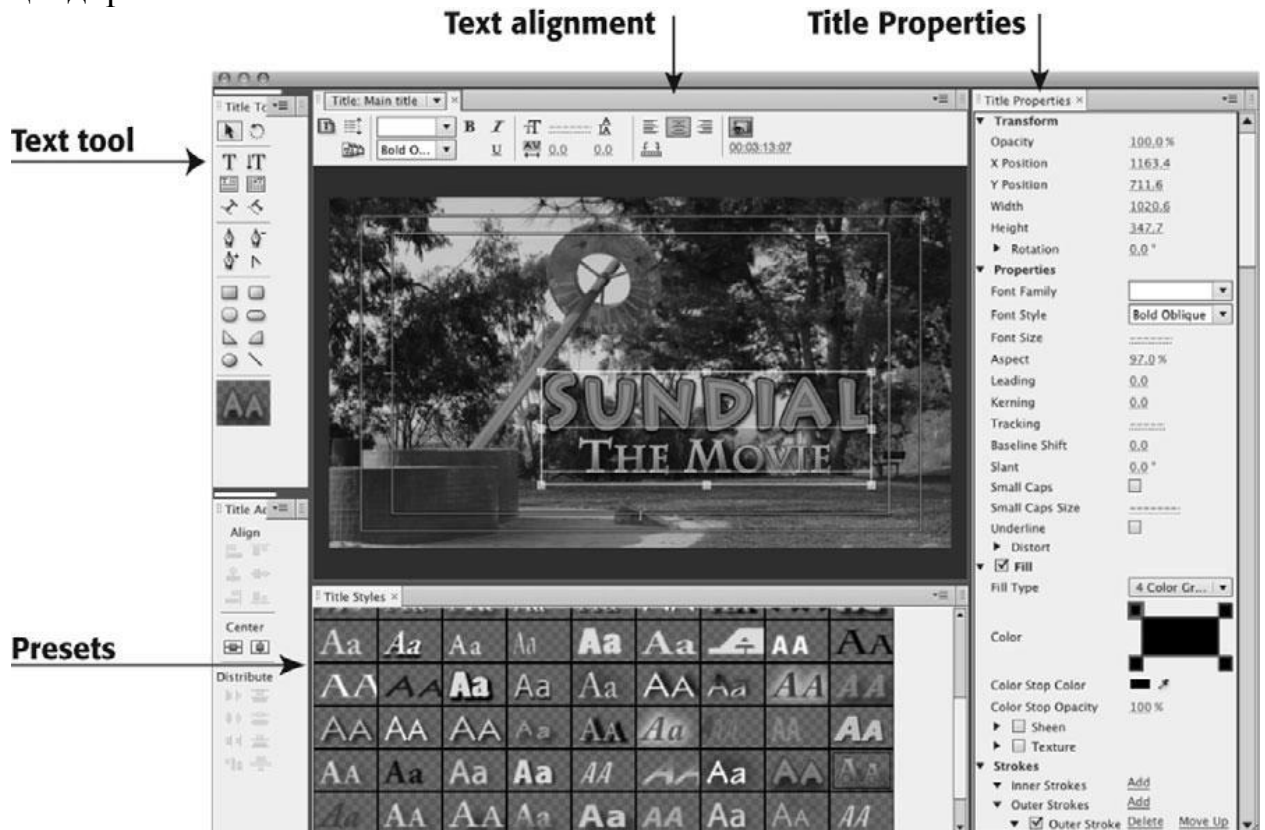 Text alignment
Title Properties
Text tool
Presets
Title To
Title: Main title
Bold O...
B I
U
T IT
0.0 0.0
00:03:13:07
SUNDIAL
THE MOVIE
Title Ac
Align
Center
Distribute
Title Styles
Title Properties
Transform
Opacity 100.0 %
X Position 1163.4
Y Position 711.6
Width 1020.6
Height 347.7
Rotation 0.0 °
Properties
Font Family
Font Style Bold Oblique
Font Size
Aspect 97.0 %
Leading 0.0
Kerning 0.0
Tracking
Baseline Shift 0.0
Slant 0.0 °
Small Caps
Small Caps Size
Underline
Distort
Fill
Fill Type 4 Color Gr...
Color
Color Stop Color
Color Stop Opacity 100 %
Sheen
Texture
Strokes
Inner Strokes Add
Outer Strokes Add
Outer Stroke Delete Move Up